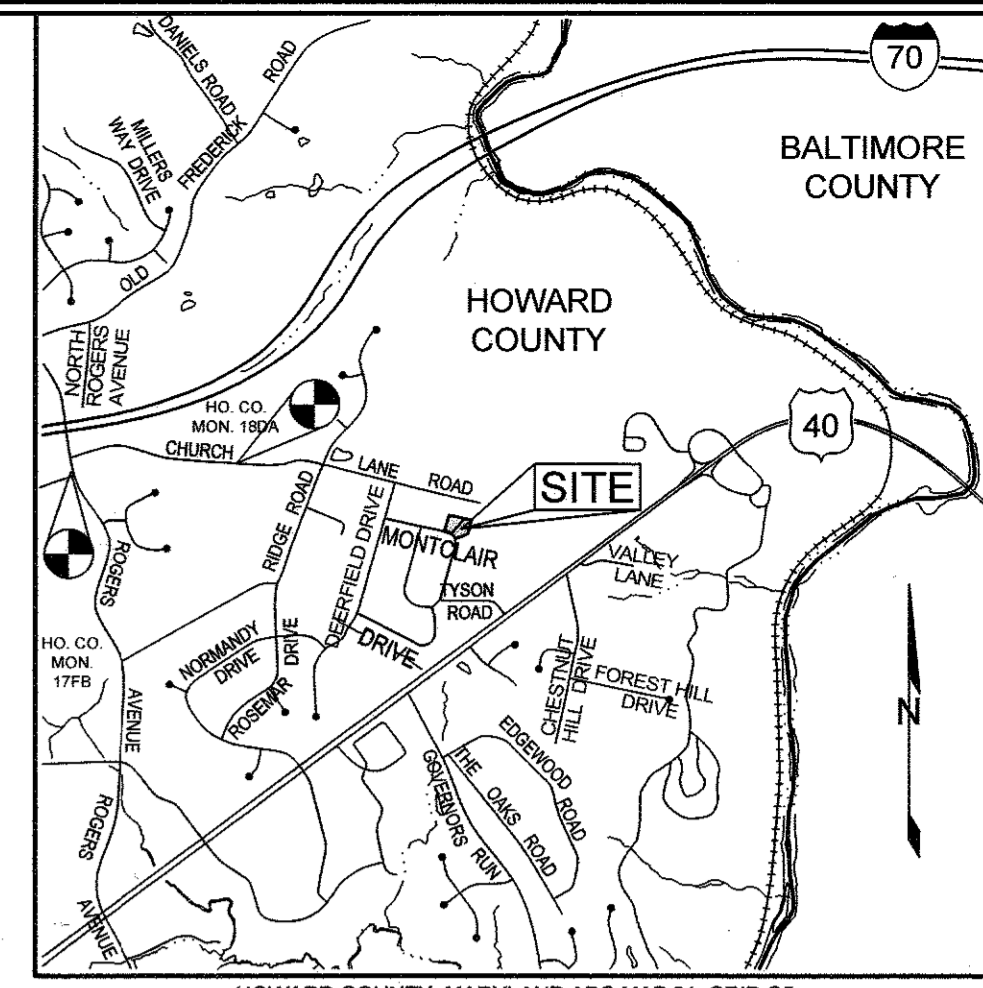 DANIELS ROAD
ROAD
FREDERICK
OLD
MILLERS
WAY DRIVE
70
BALTIMORE
COUNTY
HOWARD
COUNTY
NORTH
ROGERS
AVENUE
HO. CO.
MON. 18DA
40
CHURCH
LANE
ROAD
SITE
RIDGE ROAD
DEERFIELD DRIVE
MONTCLAIR
DRIVE
ROGERS
AVENUE
TYSON
ROAD
VALLEY
LANE
HO. CO.
MON.
17FB
NORMANDY
DRIVE
ROSEMAR
DRIVE
CHESTNUT
HILL DRIVE
FOREST HILL
DRIVE
N
EDGEWOOD
ROAD
THE OAKS ROAD
GOVERNORS RUN
ROGERS
AVENUE